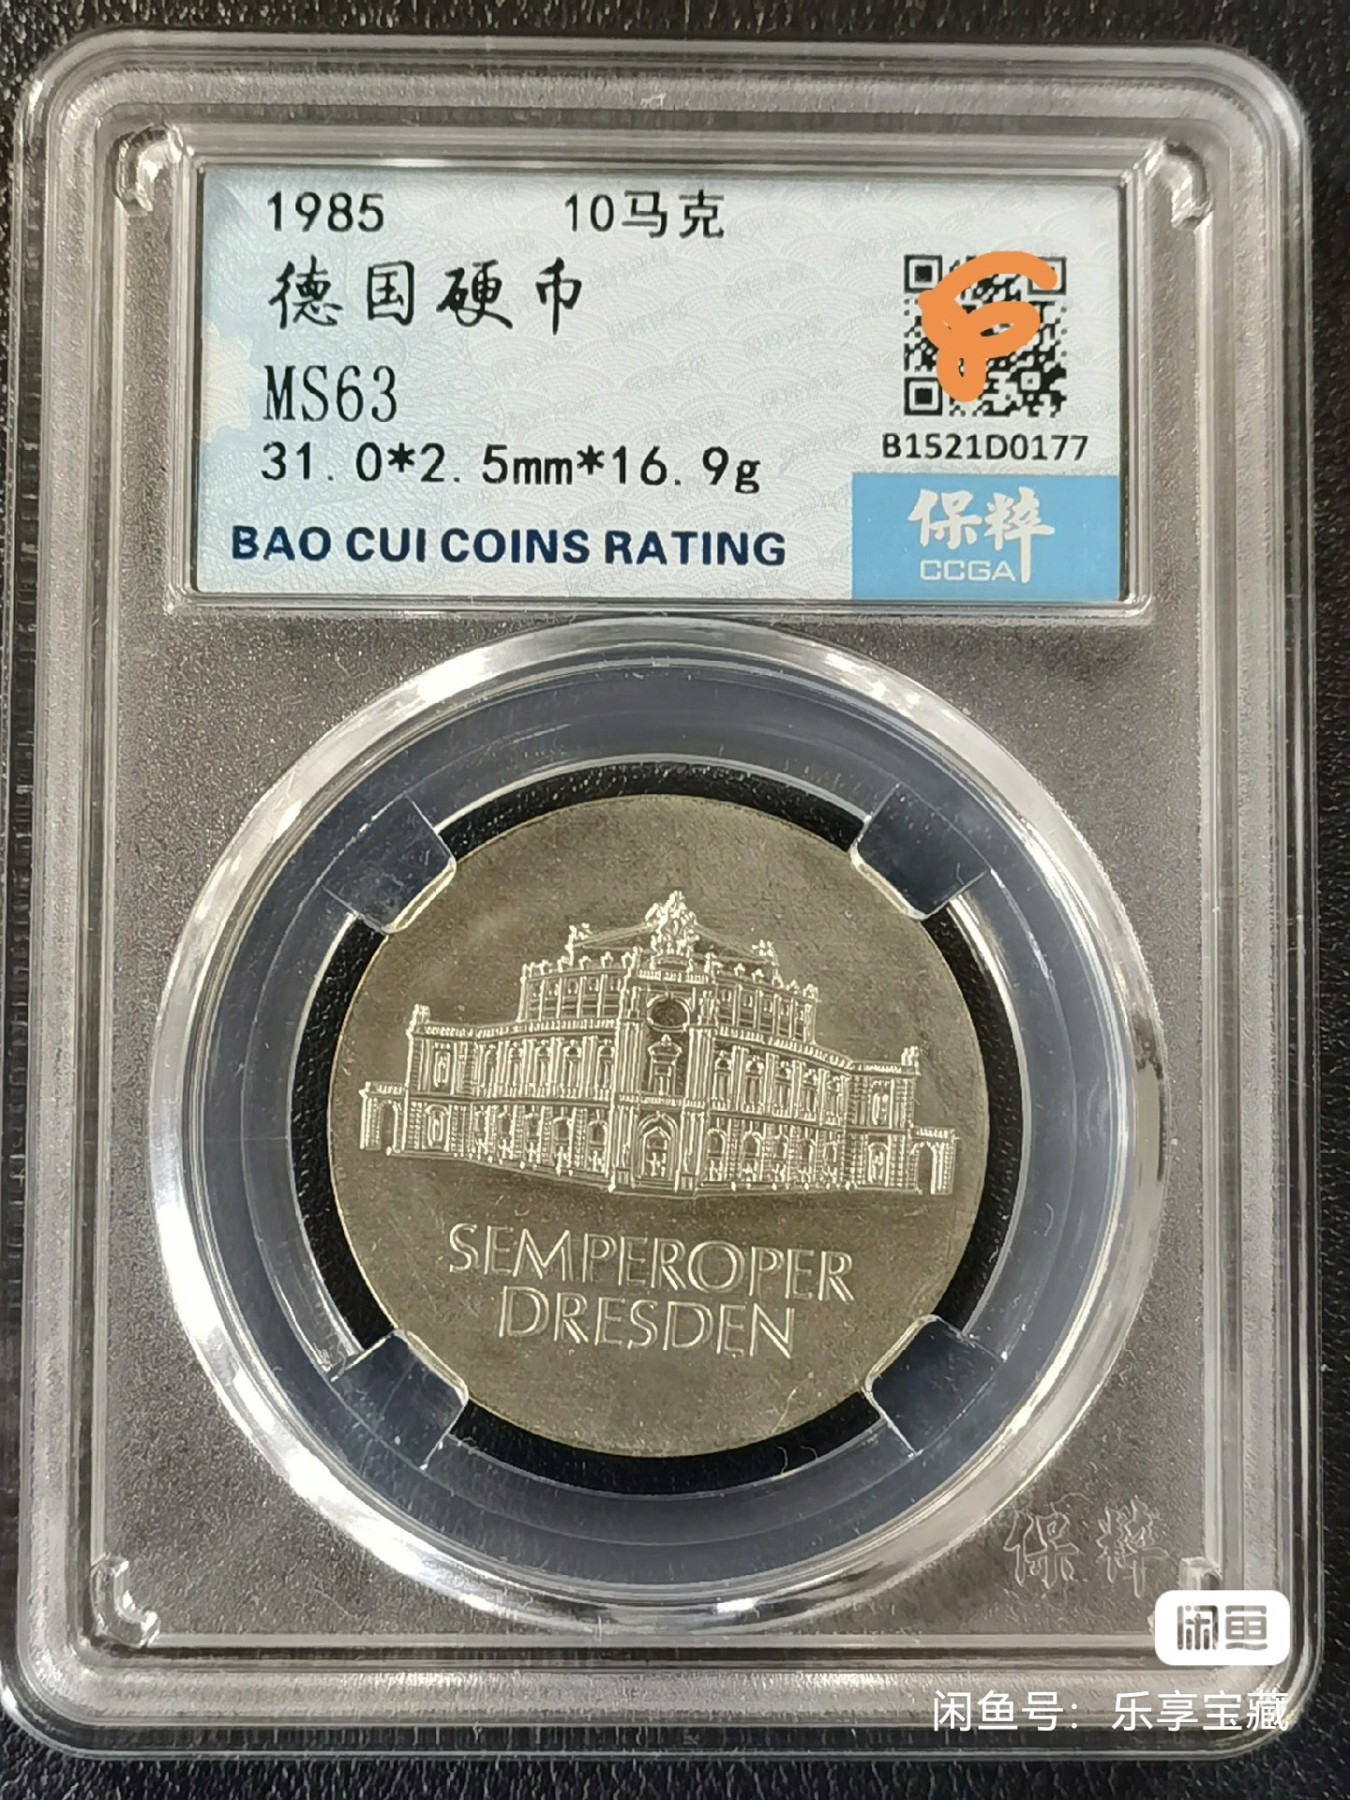 1985 10马克
德国硬币
MS63
31.0*2.5mm*16.9g
B1521D0177
BAO CUI COINS RATING
保粹
CCGA
SEMPEROPER
DRESDEN
保粹
闲鱼
闲鱼号：乐享宝藏